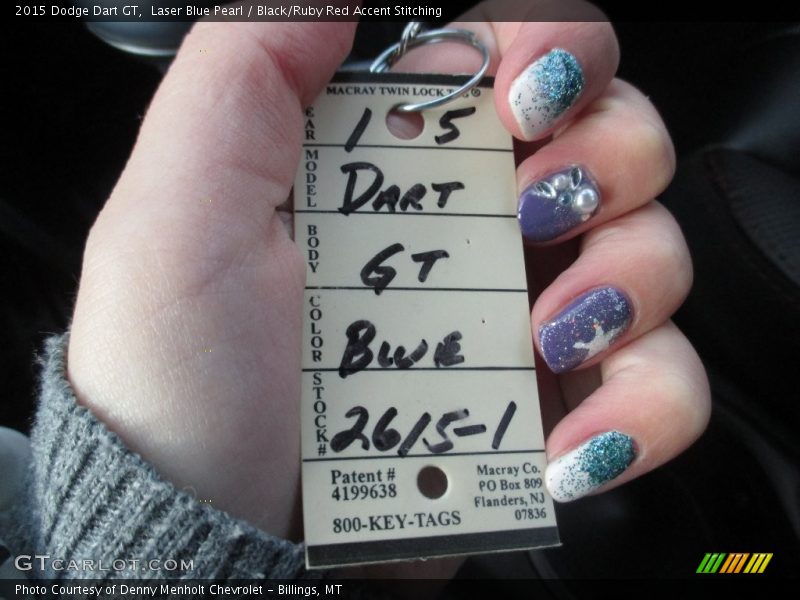 2015 Dodge Dart GT,  Laser Blue Pearl / Black/Ruby Red Accent Stitching
MACRAY TWIN LOCK TAG®
YEAR 1 5
MODEL DART
BODY GT
COLOR BLUE
STOCK# 2615-1
Patent #
4199638
800-KEY-TAGS
Macray Co.
PO Box 809
Flanders, NJ
07836
GTCARLOT.COM
Photo Courtesy of Denny Menholt Chevrolet - Billings, MT